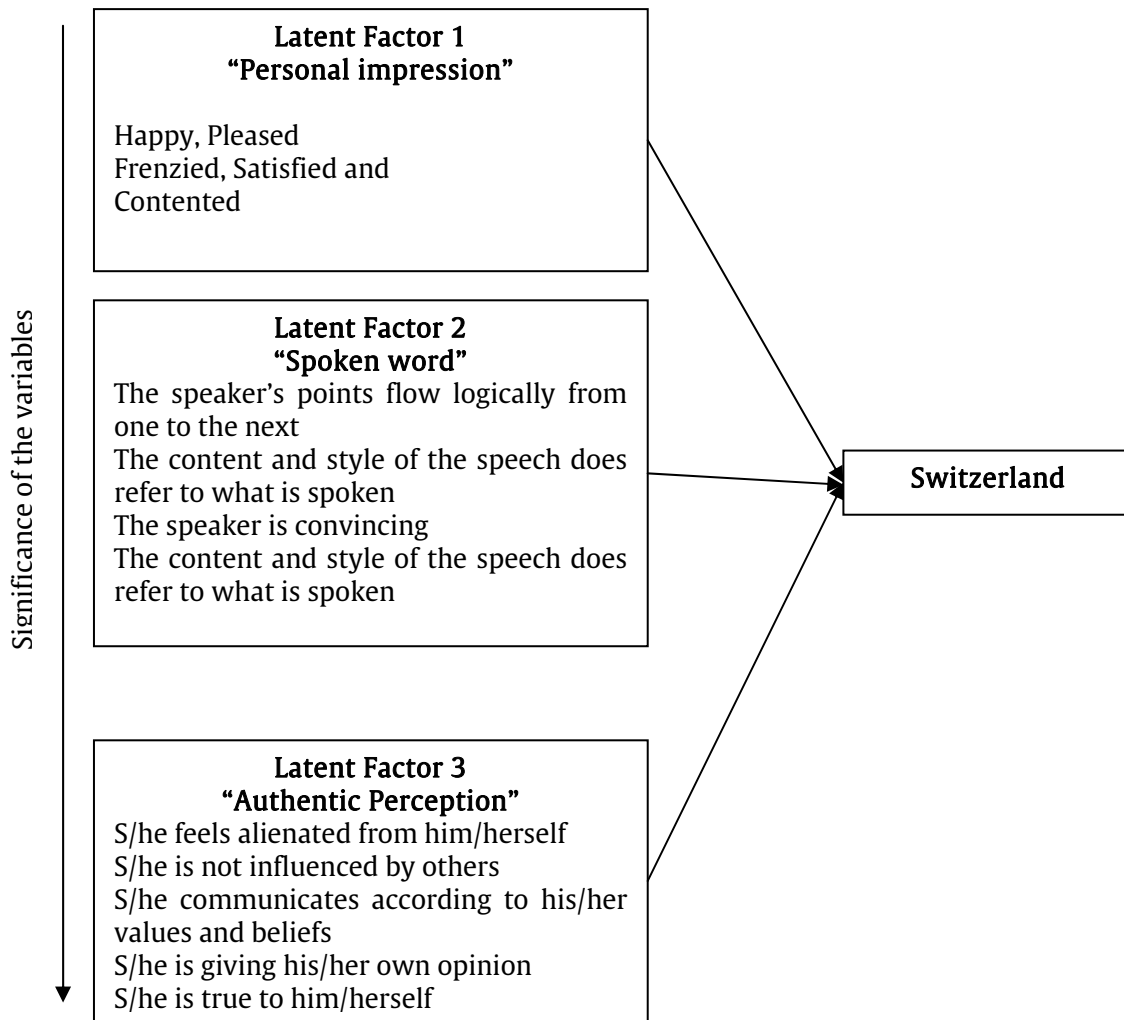 Significance of the variables
Latent Factor 1
“Personal impression”
Happy, Pleased
Frenzied, Satisfied and
Contented
Latent Factor 2
“Spoken word”
The speaker’s points flow logically from
one to the next
The content and style of the speech does
refer to what is spoken
The speaker is convincing
The content and style of the speech does
refer to what is spoken
Latent Factor 3
“Authentic Perception”
S/he feels alienated from him/herself
S/he is not influenced by others
S/he communicates according to his/her
values and beliefs
S/he is giving his/her own opinion
S/he is true to him/herself
Switzerland